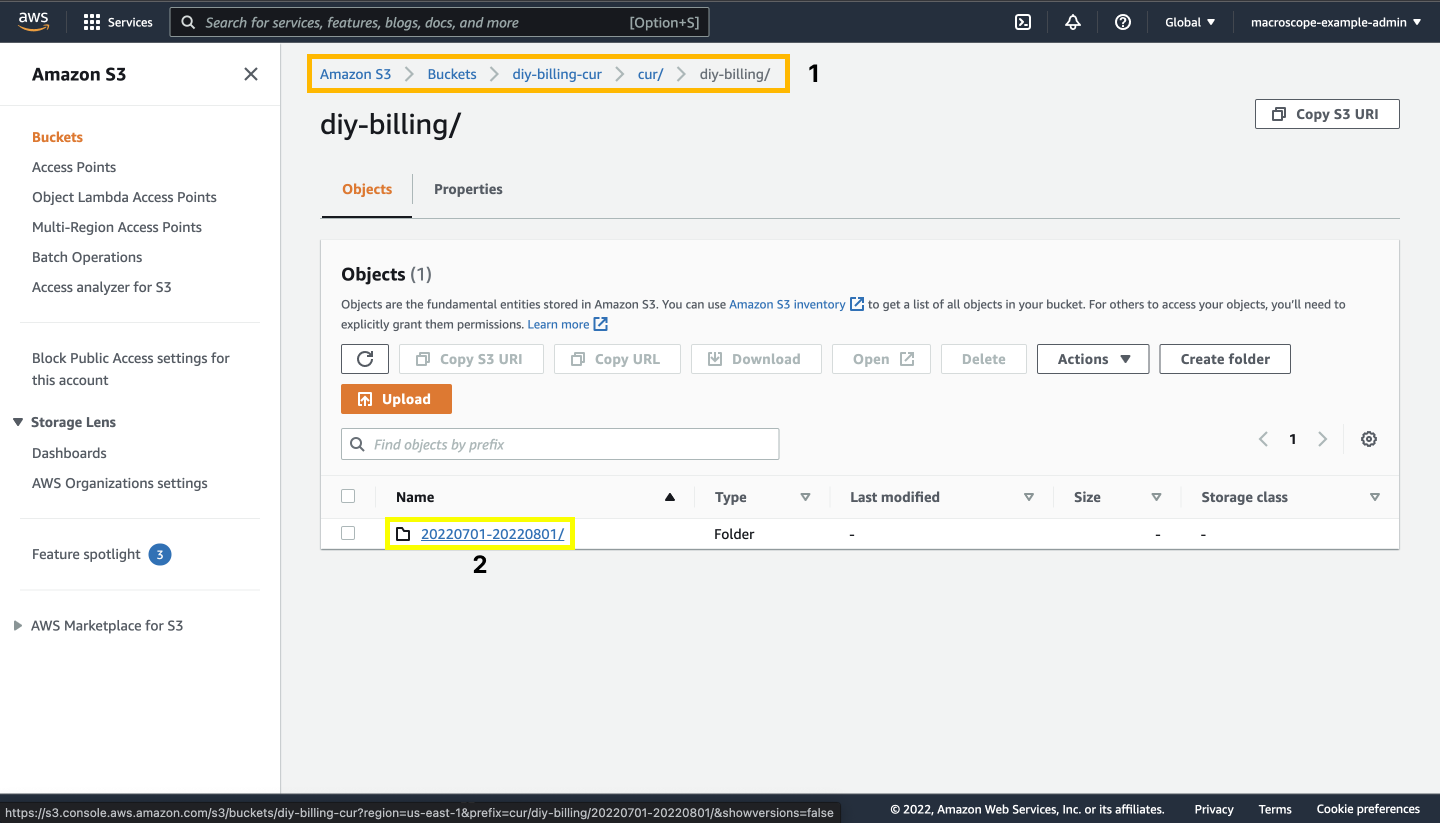 aws Services Search for services, features, blogs, docs, and more [Option+S] Global macroscope-example-admin
Amazon S3
Buckets
Access Points
Object Lambda Access Points
Multi-Region Access Points
Batch Operations
Access analyzer for S3
Block Public Access settings for
this account
Storage Lens
Dashboards
AWS Organizations settings
Feature spotlight 3
AWS Marketplace for S3
Amazon S3 Buckets diy-billing-cur cur/ diy-billing/ 1
diy-billing/
Copy S3 URI
Objects Properties
Objects (1)
Objects are the fundamental entities stored in Amazon S3. You can use Amazon S3 inventory to get a list of all objects in your bucket. For others to access your objects, you'll need to
explicitly grant them permissions. Learn more
Copy S3 URI Copy URL Download Open Delete Actions Create folder
Upload
Find objects by prefix 1
Name Type Last modified Size Storage class
20220701-20220801/ Folder - - -
2
https://s3.console.aws.amazon.com/s3/buckets/diy-billing-cur?region=us-east-1&prefix=cur/diy-billing/20220701-20220801/&showversions=false
© 2022, Amazon Web Services, Inc. or its affiliates. Privacy Terms Cookie preferences